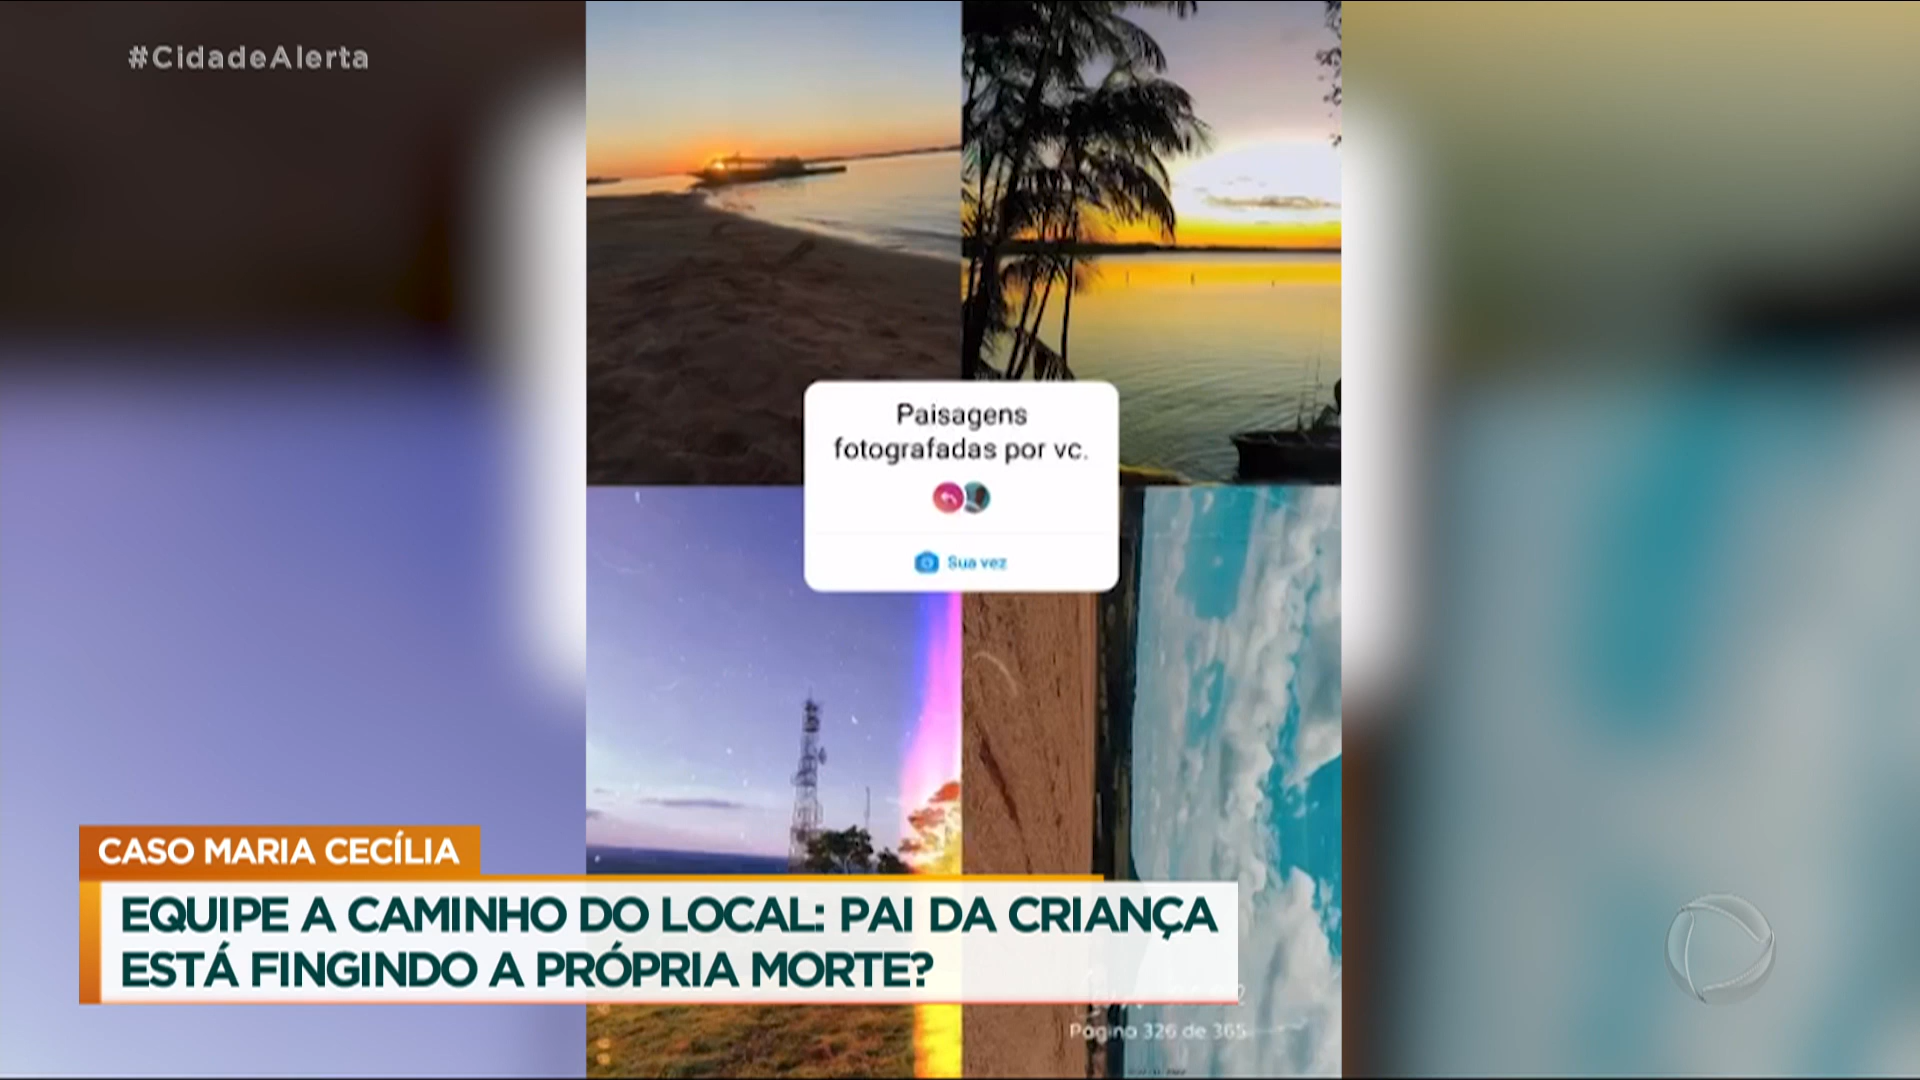 #CidadeAlerta
Paisagens
fotografadas por vc.
Sua vez
CASO MARIA CECÍLIA
EQUIPE A CAMINHO DO LOCAL: PAI DA CRIANÇA
ESTÁ FINGINDO A PRÓPRIA MORTE?
Página 326 de 365